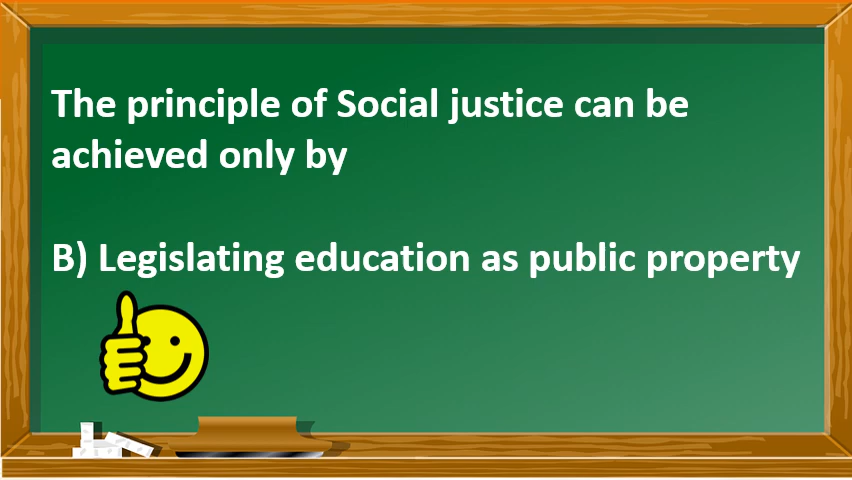 The principle of Social justice can be
achieved only by
B) Legislating education as public property